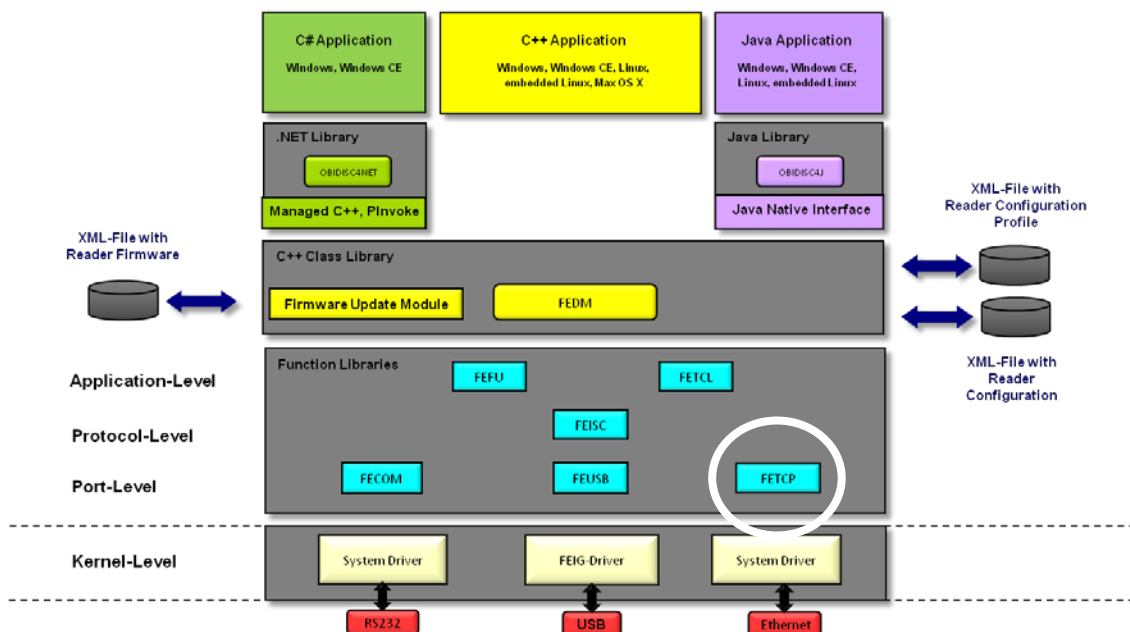 C# Application
Windows, Windows CE
C++ Application
Windows, Windows CE, Linux,
embedded Linux, Max OS X
Java Application
Windows, Windows CE,
Linux, embedded Linux
.NET Library
OBIDISC4NET
Managed C++, PInvoke
Java Library
OBIDISC4J
Java Native Interface
XML-File with
Reader Firmware
C++ Class Library
Firmware Update Module
FEDM
XML-File with
Reader Configuration
Profile
XML-File with
Reader
Configuration
Function Libraries
Application-Level
FEFU
FETCL
Protocol-Level
FEISC
Port-Level
FECOM
FEUSB
FETCP
Kernel-Level
System Driver
FEIG-Driver
System Driver
RS232
USB
Ethernet